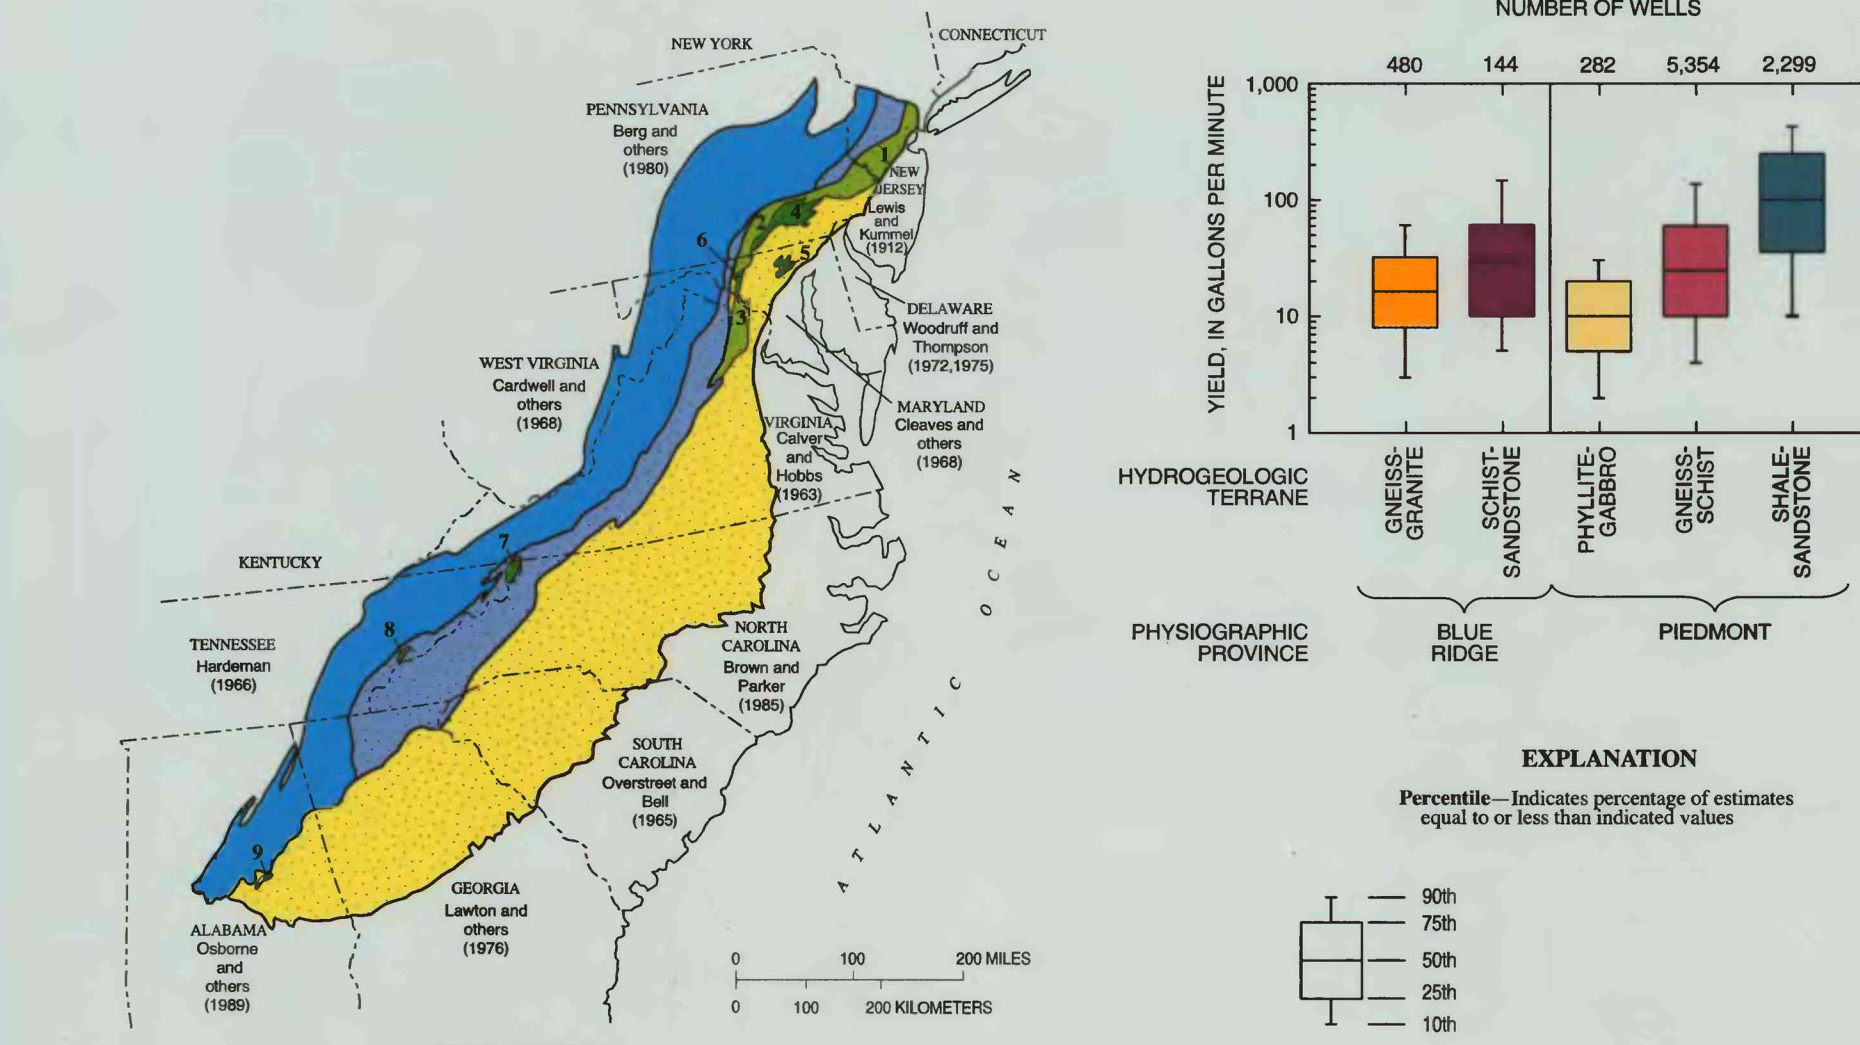 NEW YORK
CONNECTICUT
PENNSYLVANIA
Berg and
others
(1980)
1
NEW
JERSEY
Lewis
and
Kummel
(1912)
2
4
6
5
3
DELAWARE
Woodruff and
Thompson
(1972,1975)
WEST VIRGINIA
Cardwell and
others
(1968)
MARYLAND
Cleaves and
others
(1968)
VIRGINIA
Calver
and
Hobbs
(1963)
7
KENTUCKY
8
TENNESSEE
Hardeman
(1966)
NORTH
CAROLINA
Brown and
Parker
(1985)
SOUTH
CAROLINA
Overstreet and
Bell
(1965)
9
GEORGIA
Lawton and
others
(1976)
ALABAMA
Osborne
and
others
(1989)
ATLANTIC OCEAN
0 100 200 MILES
0 100 200 KILOMETERS
NUMBER OF WELLS
480 144 282 5,354 2,299
YIELD, IN GALLONS PER MINUTE
1,000
100
10
1
HYDROGEOLOGIC
TERRANE
GNEISS-
GRANITE
SCHIST-
SANDSTONE
PHYLLITE-
GABBRO
GNEISS-
SCHIST
SHALE-
SANDSTONE
PHYSIOGRAPHIC
PROVINCE
BLUE
RIDGE
PIEDMONT
EXPLANATION
Percentile—Indicates percentage of estimates
equal to or less than indicated values
90th
75th
50th
25th
10th